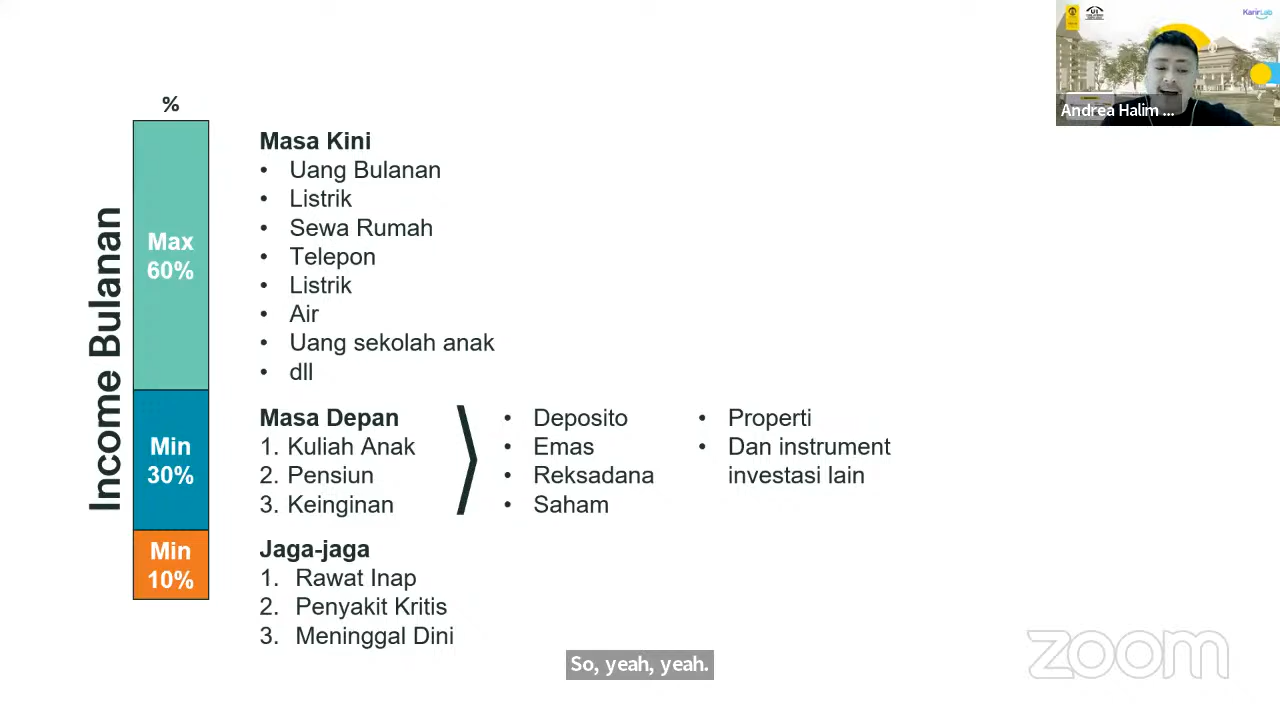 %
Income Bulanan
Max
60%
Masa Kini
• Uang Bulanan
• Listrik
• Sewa Rumah
• Telepon
• Listrik
• Air
• Uang sekolah anak
• dll
Min
30%
Masa Depan
1. Kuliah Anak
2. Pensiun
3. Keinginan
• Deposito
• Emas
• Reksadana
• Saham
• Properti
• Dan instrument
investasi lain
Min
10%
Jaga-jaga
1. Rawat Inap
2. Penyakit Kritis
3. Meninggal Dini
KarirLab
Andrea Halim ...
So, yeah, yeah.
zoom